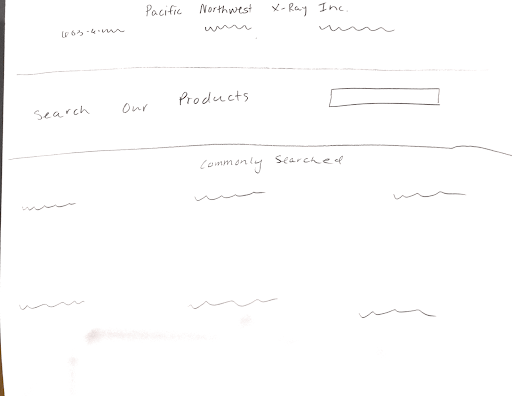 Pacific Northwest X-Ray Inc.
Search Our Products
Commonly Searched